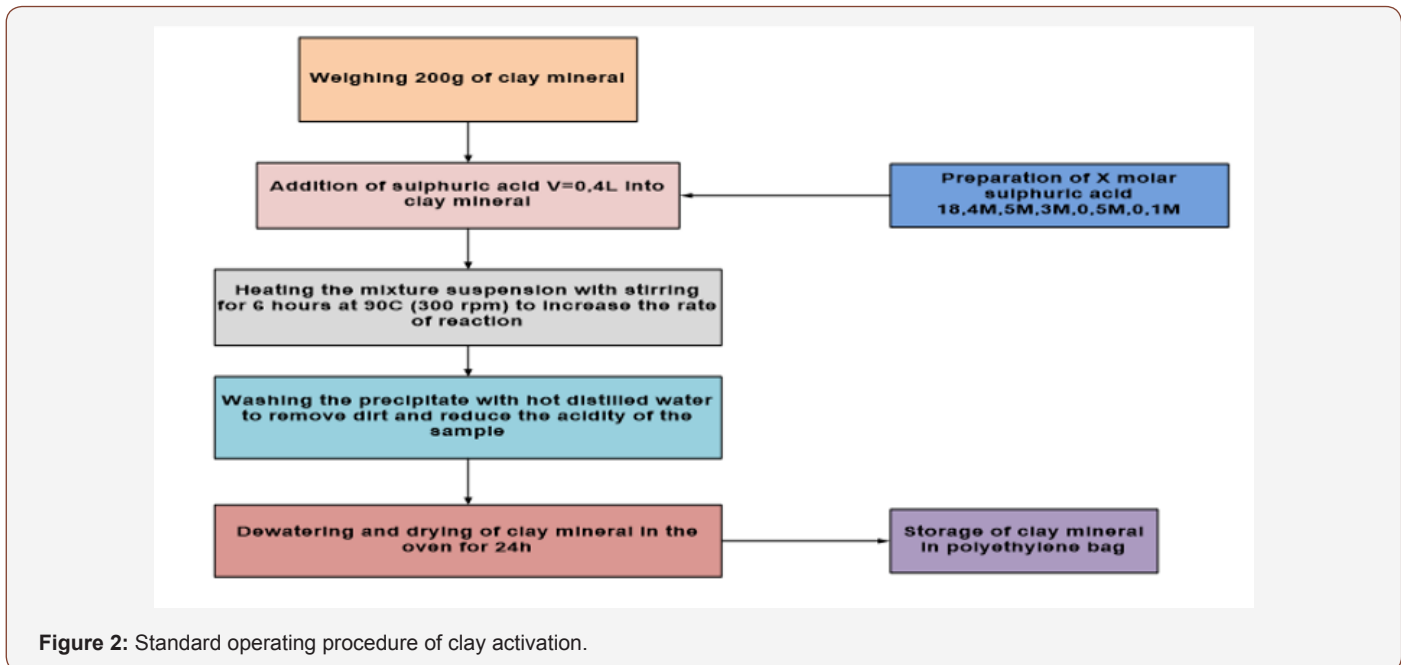 Weighing 200g of clay mineral
Addition of sulphuric acid V=0,4L into
clay mineral
Preparation of X molar
sulphuric acid
18,4M,5M,3M,0,5M,0,1M
Heating the mixture suspension with stirring
for 6 hours at 90C (300 rpm) to increase the rate
of reaction
Washing the precipitate with hot distilled water
to remove dirt and reduce the acidity of the
sample
Dewatering and drying of clay mineral in the
oven for 24h
Storage of clay mineral
in polyethylene bag
Figure 2: Standard operating procedure of clay activation.